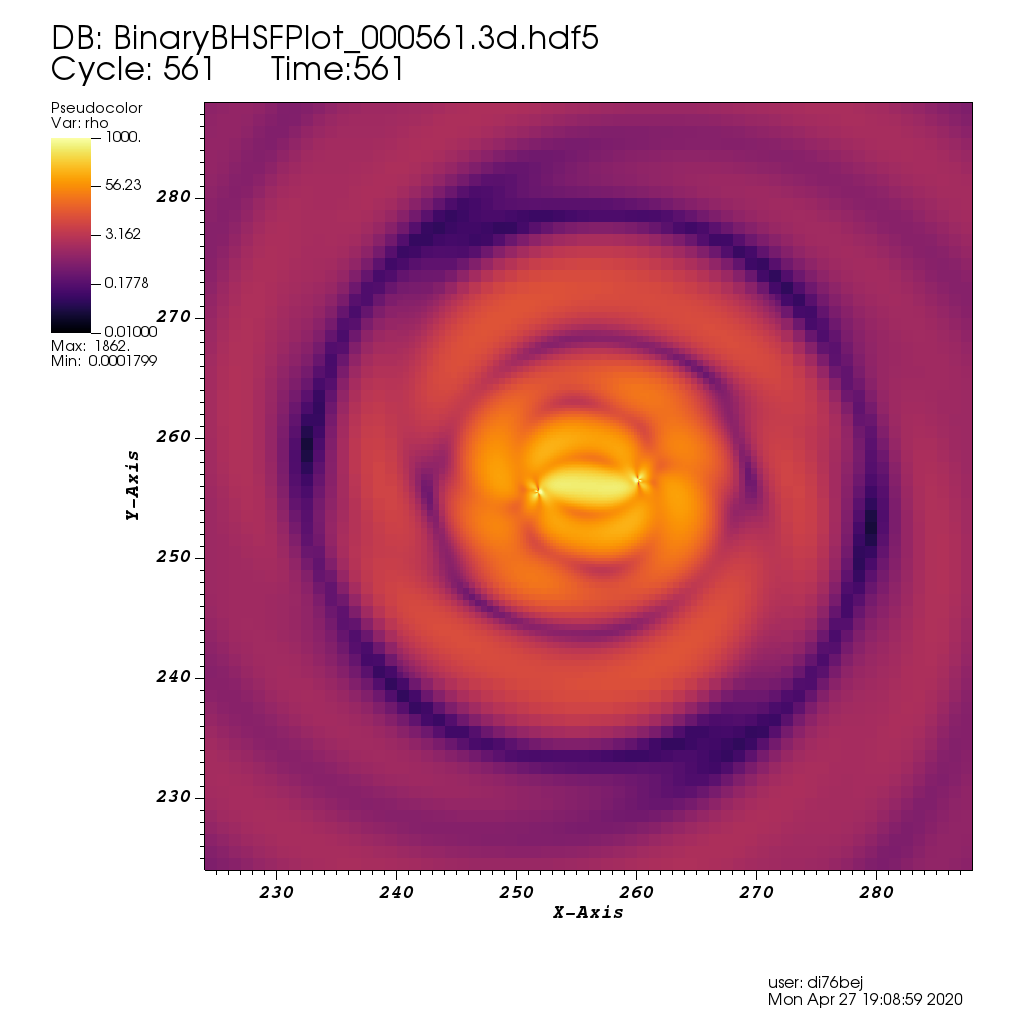 DB: BinaryBHSFPlot_000561.3d.hdf5
Cycle: 561 Time:561
Pseudocolor
Var: rho
1000.
56.23
3.162
0.1778
0.01000
Max: 1862.
Min: 0.0001799
280
270
260
250
240
230
Y-Axis
230 240 250 260 270 280
X-Axis
user: di76bej
Mon Apr 27 19:08:59 2020